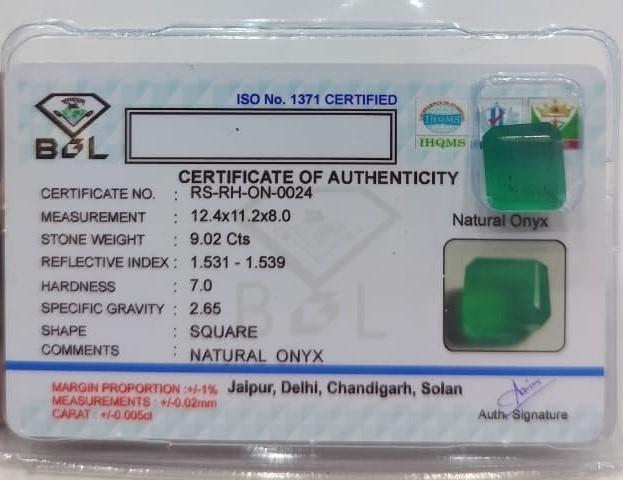 ISO No. 1371 CERTIFIED
BGL
IHQMS
IHQMS
CERTIFICATE OF AUTHENTICITY
CERTIFICATE NO. : RS-RH-ON-0024
MEASUREMENT : 12.4x11.2x8.0
STONE WEIGHT : 9.02 Cts
REFLECTIVE INDEX : 1.531 - 1.539
HARDNESS : 7.0
SPECIFIC GRAVITY : 2.65
SHAPE : SQUARE
COMMENTS : NATURAL ONYX
Natural Onyx
MARGIN PROPORTION :+/-1%
MEASUREMENTS : +/-0.02mm
CARAT : +/-0.005ct
Jaipur, Delhi, Chandigarh, Solan
Auth. Signature